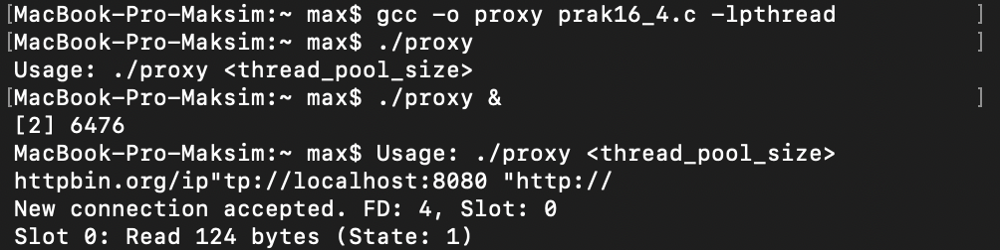 [MacBook-Pro-Maksim:~ max$ gcc -o proxy prak16_4.c -lpthread ]
[MacBook-Pro-Maksim:~ max$ ./proxy ]
Usage: ./proxy <thread_pool_size>
[MacBook-Pro-Maksim:~ max$ ./proxy & ]
[2] 6476
MacBook-Pro-Maksim:~ max$ Usage: ./proxy <thread_pool_size>
httpbin.org/ip"tp://localhost:8080 "http://
New connection accepted. FD: 4, Slot: 0
Slot 0: Read 124 bytes (State: 1)